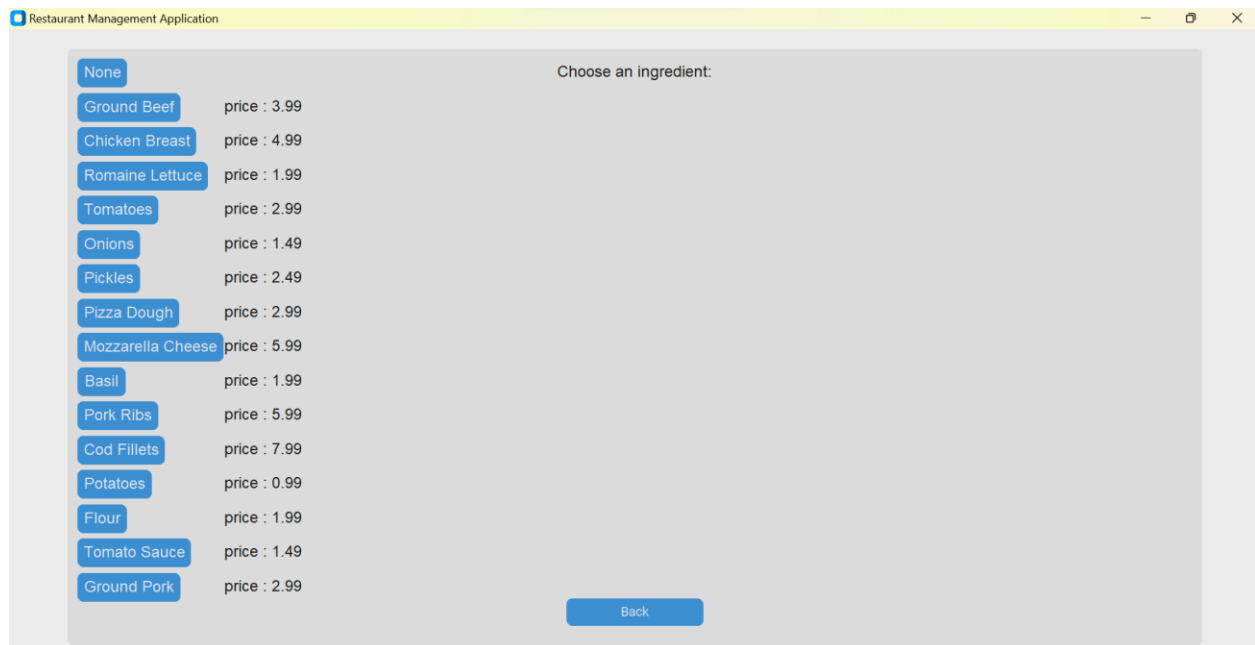 Restaurant Management Application
None Choose an ingredient:
Ground Beef price : 3.99
Chicken Breast price : 4.99
Romaine Lettuce price : 1.99
Tomatoes price : 2.99
Onions price : 1.49
Pickles price : 2.49
Pizza Dough price : 2.99
Mozzarella Cheese price : 5.99
Basil price : 1.99
Pork Ribs price : 5.99
Cod Fillets price : 7.99
Potatoes price : 0.99
Flour price : 1.99
Tomato Sauce price : 1.49
Ground Pork price : 2.99
Back